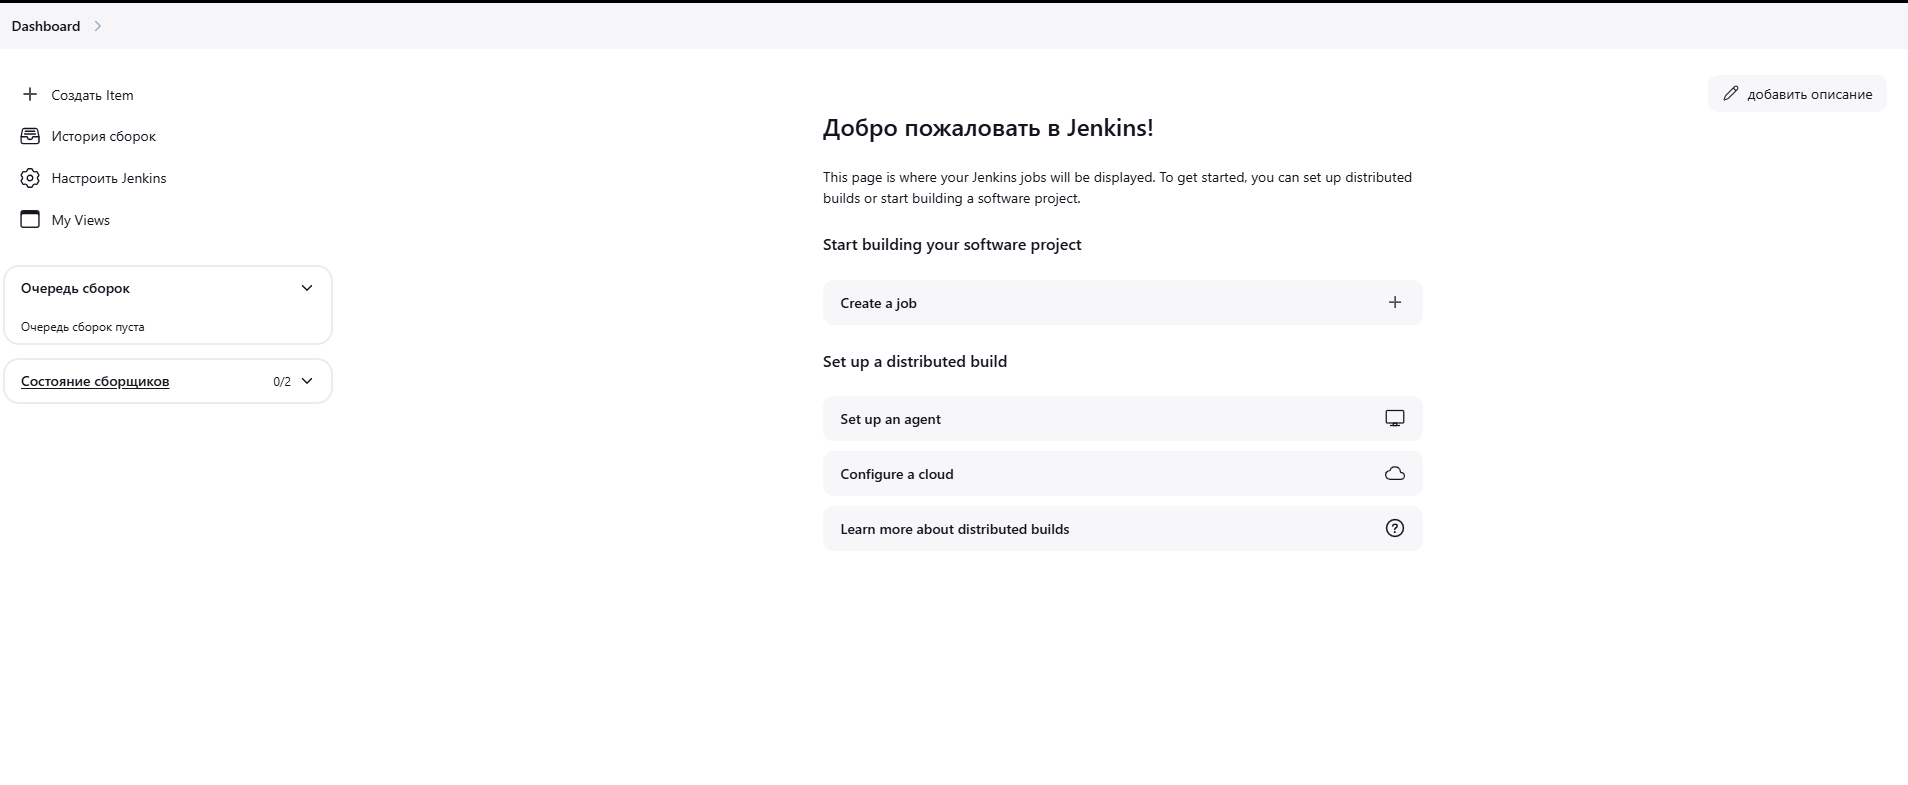 Dashboard
Создать Item
История сборок
Настроить Jenkins
My Views
Очередь сборок
Очередь сборок пуста
Состояние сборщиков 0/2
добавить описание
Добро пожаловать в Jenkins!
This page is where your Jenkins jobs will be displayed. To get started, you can set up distributed
builds or start building a software project.
Start building your software project
Create a job
Set up a distributed build
Set up an agent
Configure a cloud
Learn more about distributed builds